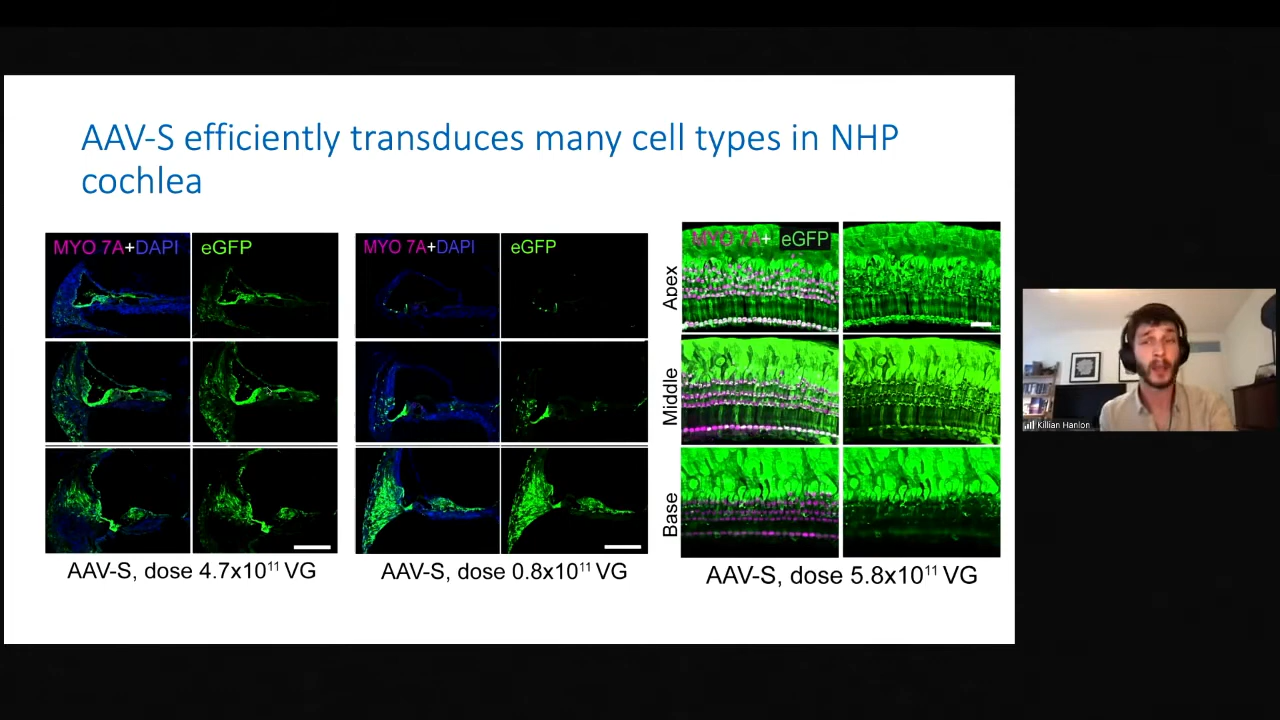 AAV-S efficiently transduces many cell types in NHP
cochlea
MYO 7A+DAPI
eGFP
MYO 7A+DAPI
eGFP
MYO 7A+ eGFP
Apex
Middle
Base
AAV-S, dose 4.7x10¹¹ VG
AAV-S, dose 0.8x10¹¹ VG
AAV-S, dose 5.8x10¹¹ VG
Killian Hanlon